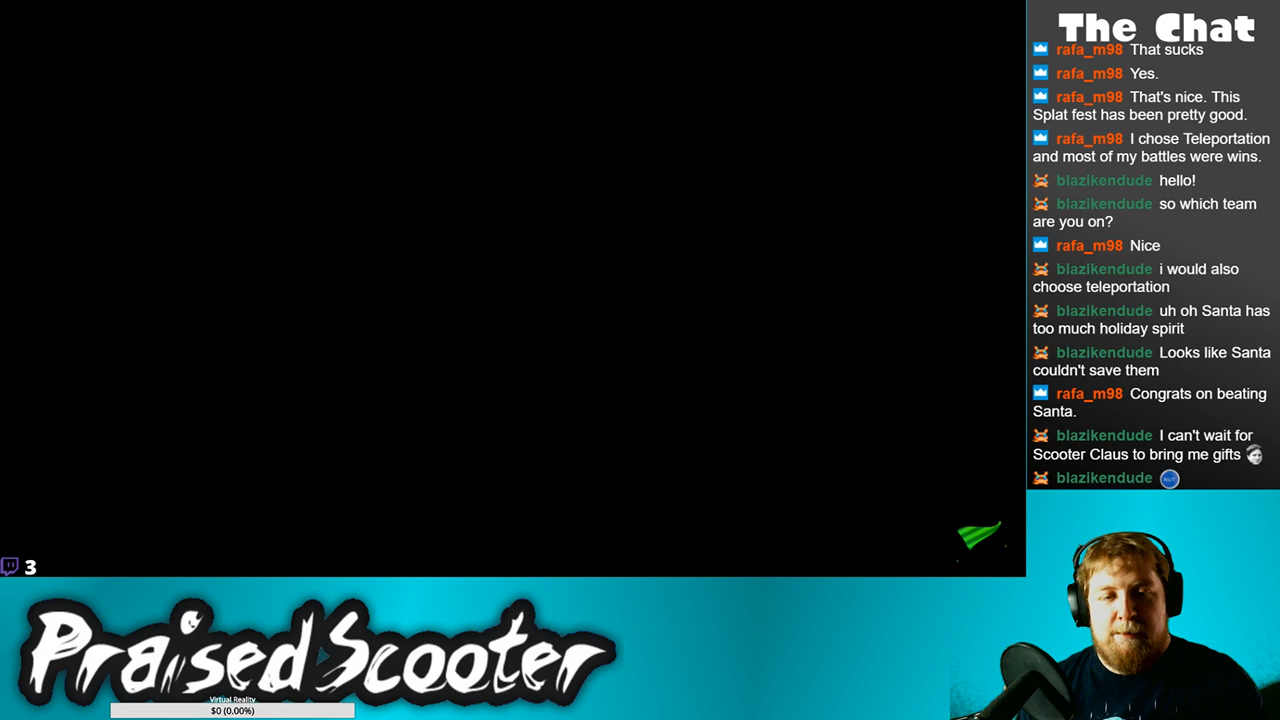 The Chat
rafa_m98 That sucks
rafa_m98 Yes.
rafa_m98 That's nice. This
Splat fest has been pretty good.
rafa_m98 I chose Teleportation
and most of my battles were wins.
blazikendude hello!
blazikendude so which team
are you on?
rafa_m98 Nice
blazikendude i would also
choose teleportation
blazikendude uh oh Santa has
too much holiday spirit
blazikendude Looks like Santa
couldn't save them
rafa_m98 Congrats on beating
Santa.
blazikendude I can't wait for
Scooter Claus to bring me gifts
blazikendude NUT
3
PraisedScooter
Virtual Reality
$0 (0.00%)